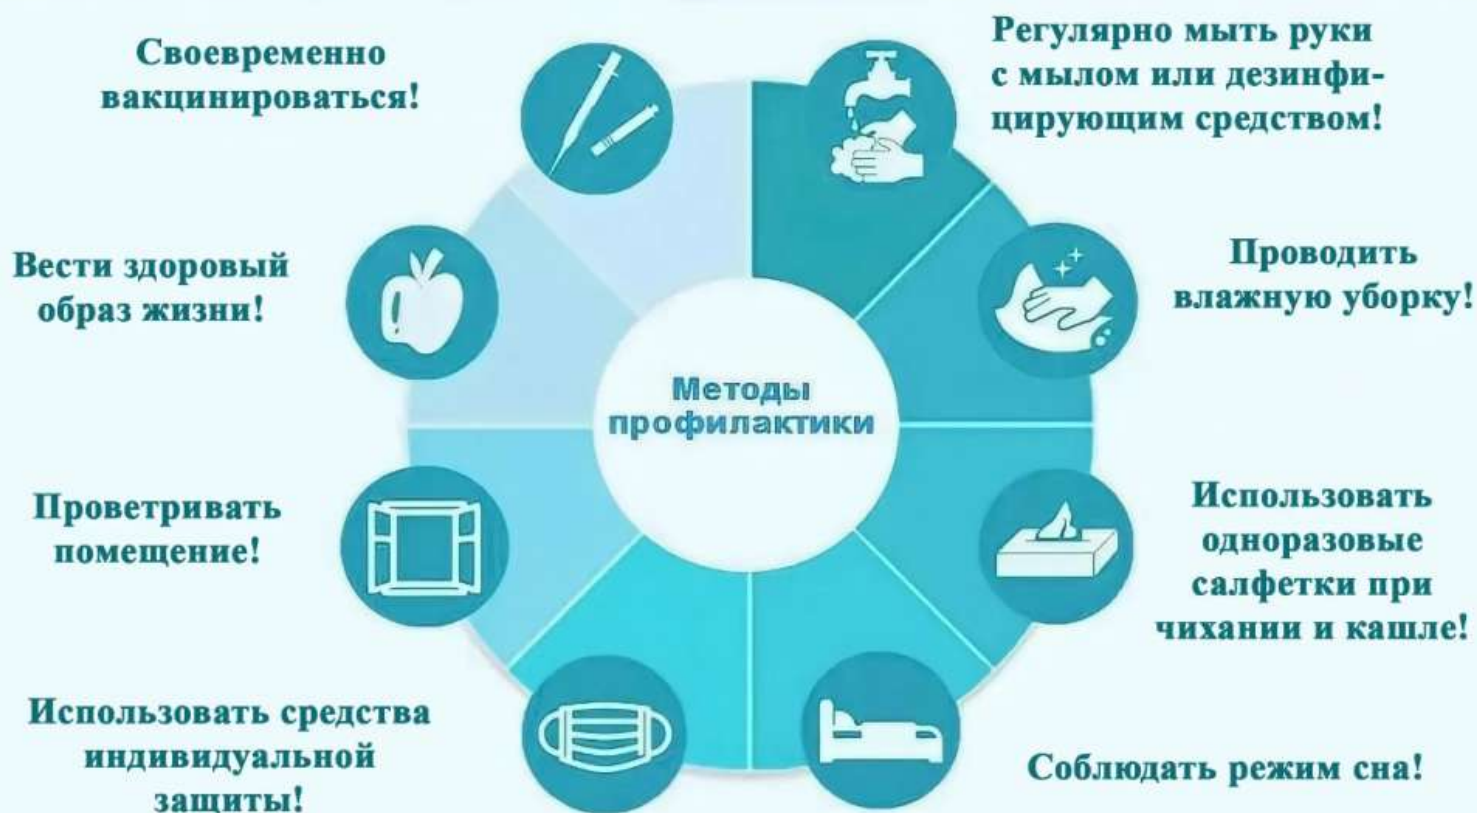 Своевременно
вакцинироваться!
Регулярно мыть руки
с мылом или дезинфи-
цирующим средством!
Вести здоровый
образ жизни!
Проводить
влажную уборку!
Методы
профилактики
Проветривать
помещение!
Использовать
одноразовые
салфетки при
чихании и кашле!
Использовать средства
индивидуальной
защиты!
Соблюдать режим сна!